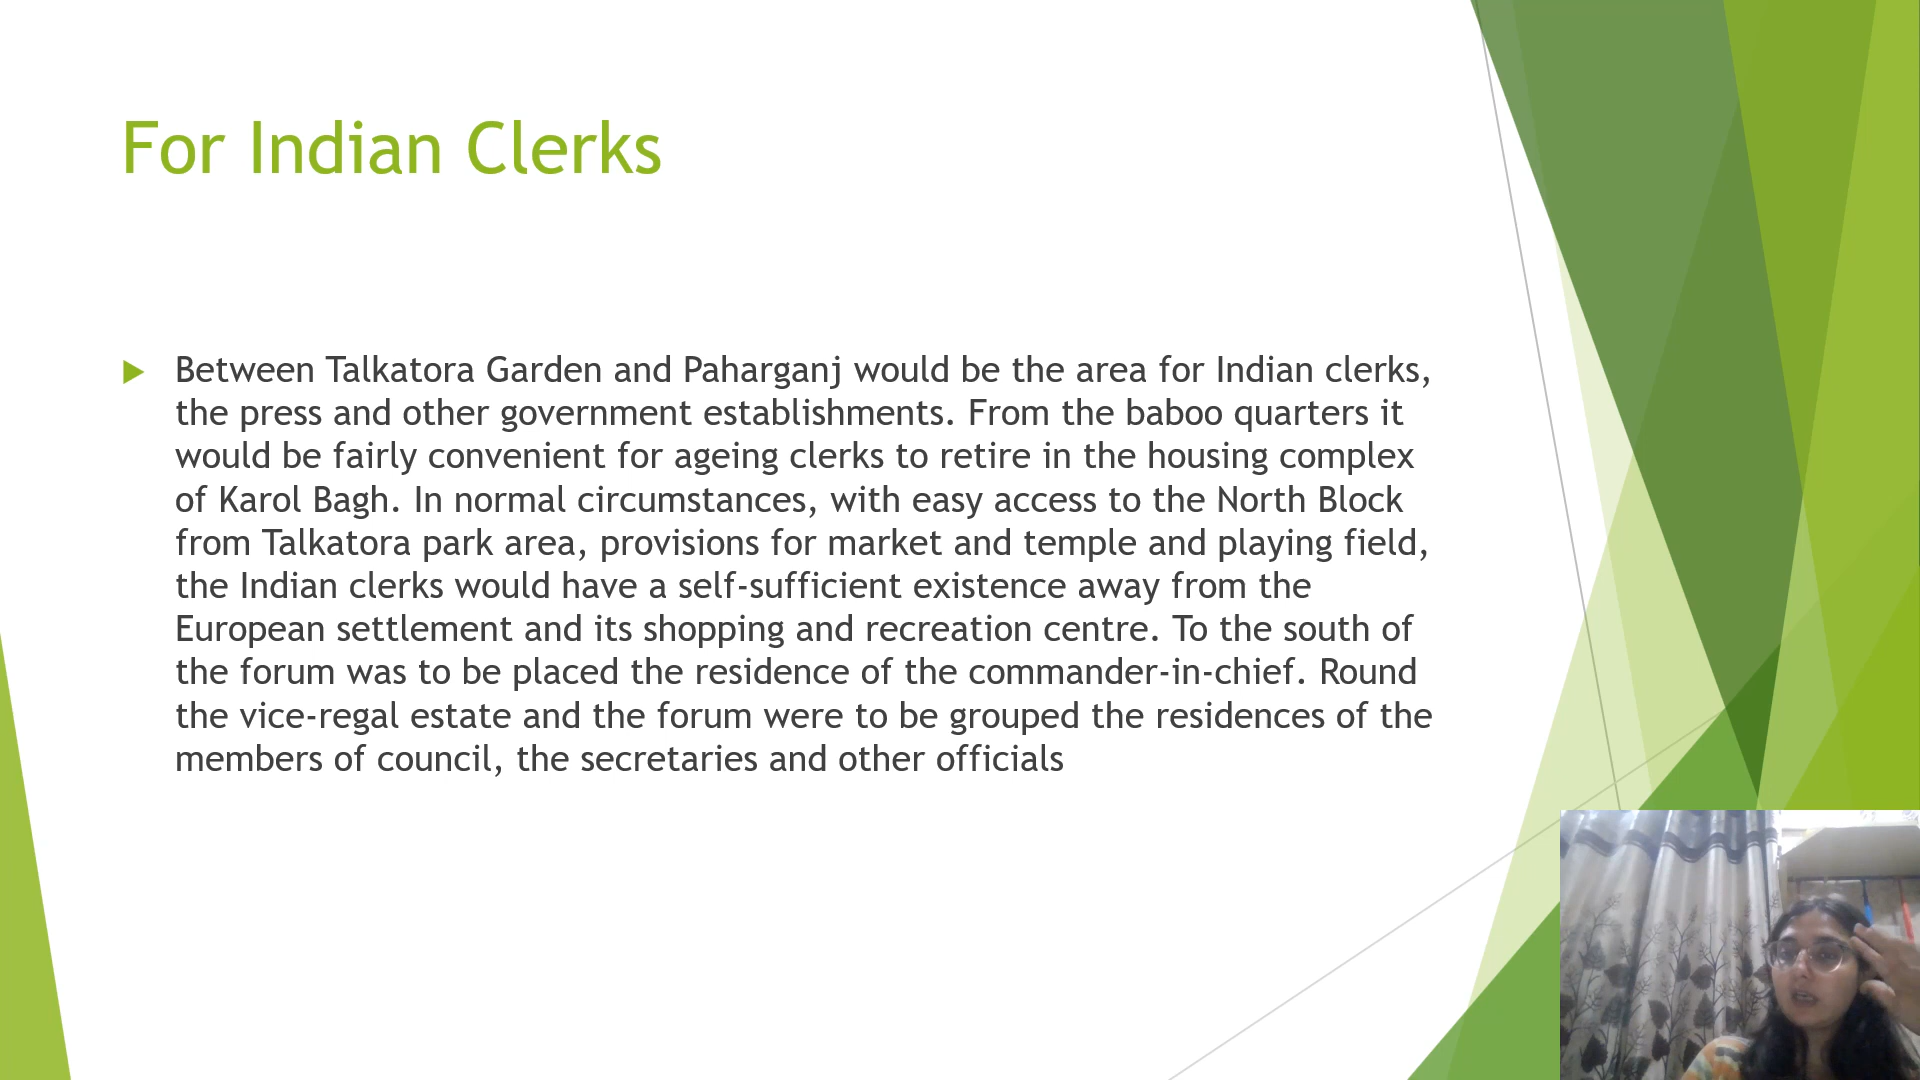 For Indian Clerks
Between Talkatora Garden and Paharganj would be the area for Indian clerks,
the press and other government establishments. From the baboo quarters it
would be fairly convenient for ageing clerks to retire in the housing complex
of Karol Bagh. In normal circumstances, with easy access to the North Block
from Talkatora park area, provisions for market and temple and playing field,
the Indian clerks would have a self-sufficient existence away from the
European settlement and its shopping and recreation centre. To the south of
the forum was to be placed the residence of the commander-in-chief. Round
the vice-regal estate and the forum were to be grouped the residences of the
members of council, the secretaries and other officials